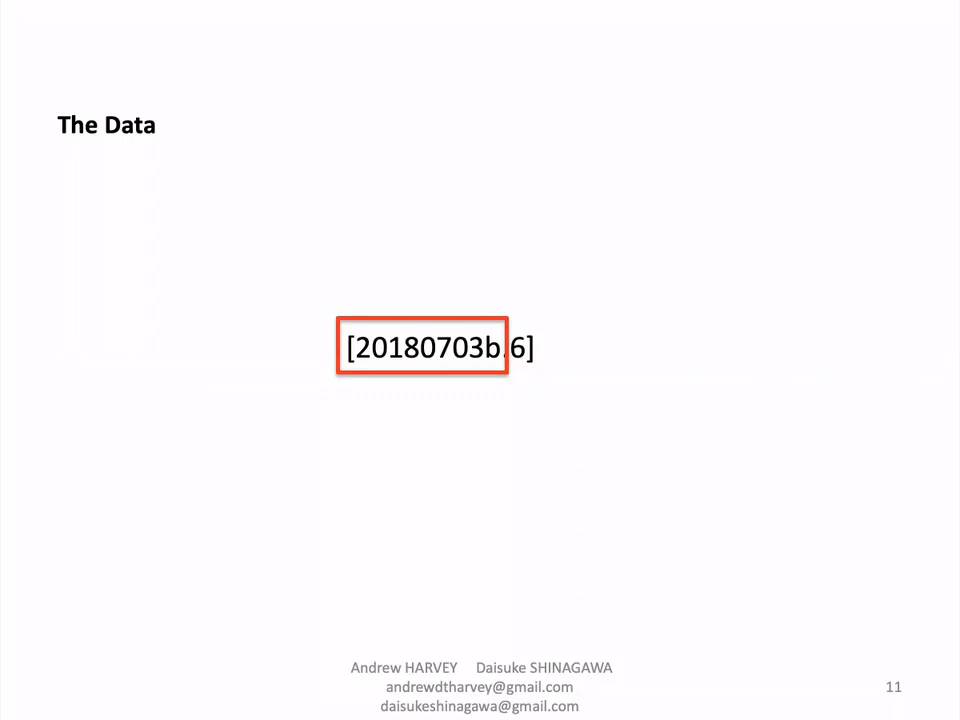 The Data
[20180703b.6]
Andrew HARVEY Daisuke SHINAGAWA
andrewdtharvey@gmail.com
11
daisukeshinagawa@gmail.com